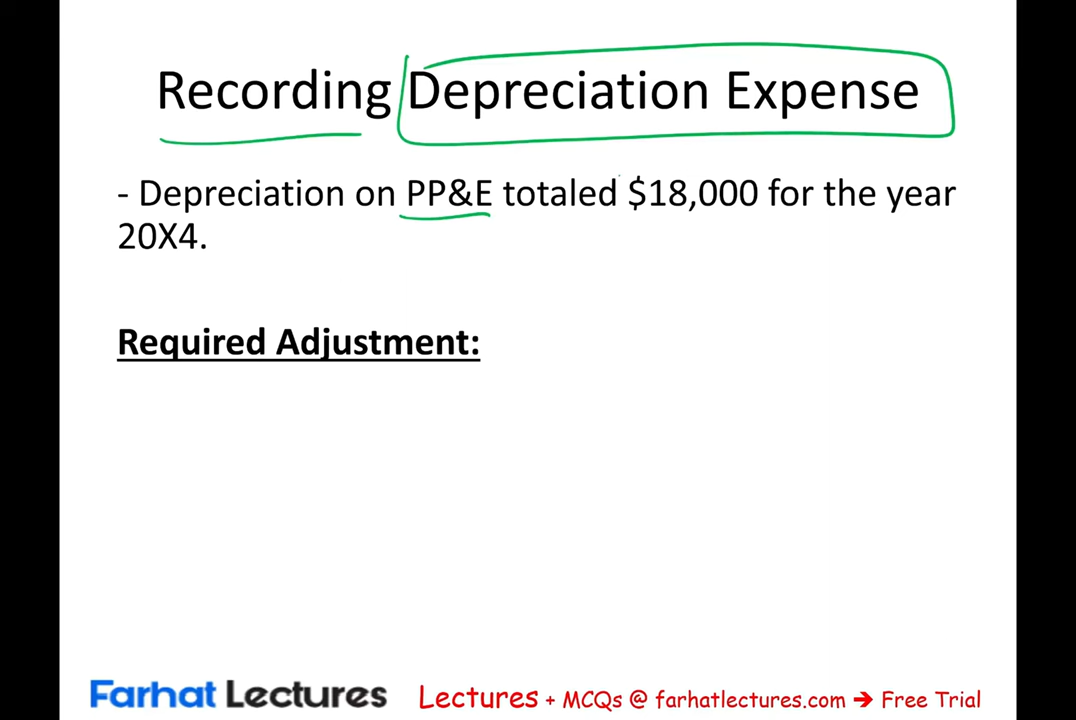 Recording Depreciation Expense
- Depreciation on PP&E totaled $18,000 for the year
20X4.
Required Adjustment:
Farhat Lectures Lectures + MCQs @ farhatlectures.com ➔ Free Trial